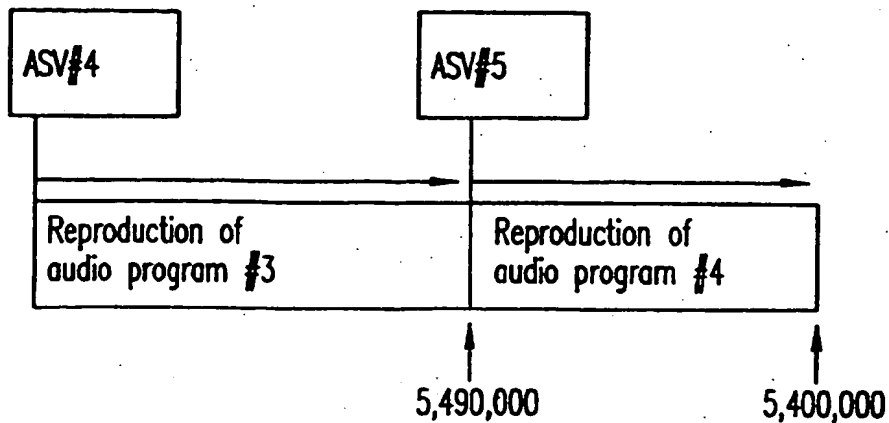 ASV#4
ASV#5
Reproduction of
audio program #3
Reproduction of
audio program #4
5,490,000
5,400,000